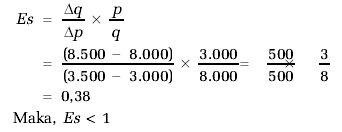 Es = Δq/Δp × p/q
= (8.500 – 8.000)/(3.500 – 3.000) × 3.000/8.000 = 500/500 × 3/8
= 0,38
Maka, Es < 1